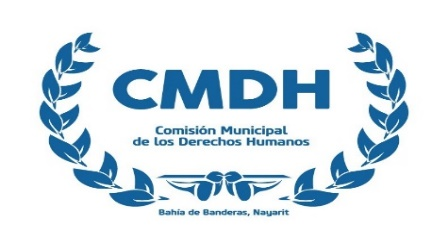 CMDH
Comisión Municipal
de los Derechos Humanos
Bahía de Banderas, Nayarit